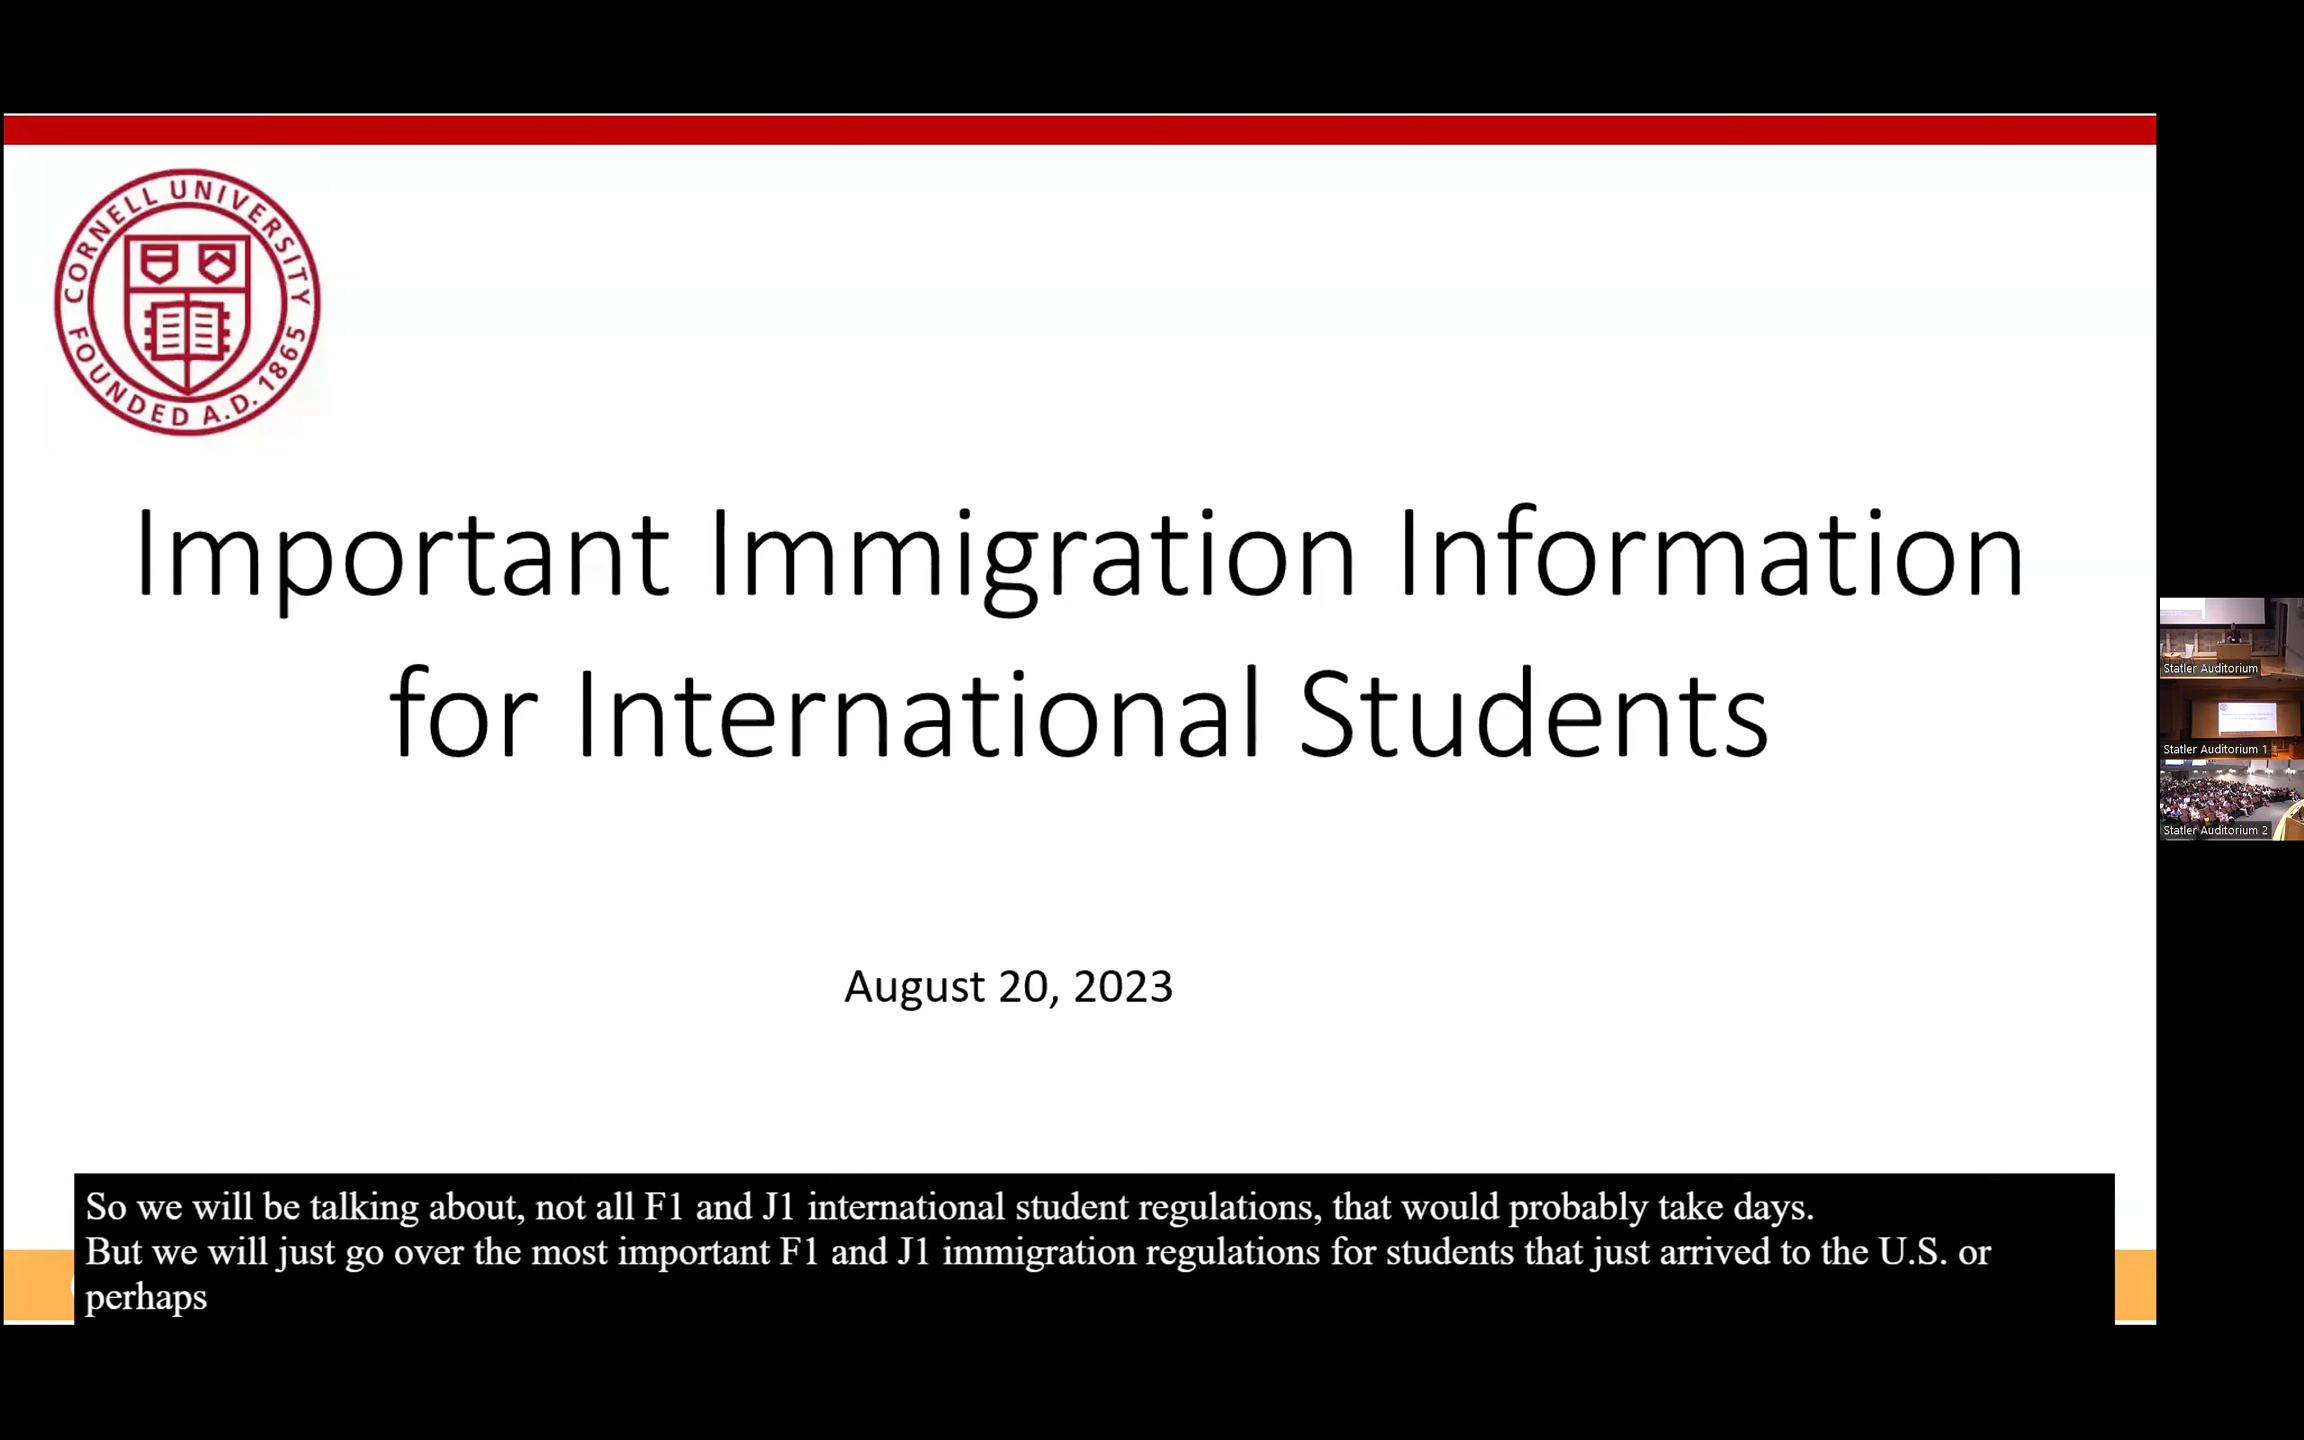 CORNELL UNIVERSITY
FOUNDED A.D. 1865
Important Immigration Information
for International Students
August 20, 2023
Statler Auditorium
Statler Auditorium 1
Statler Auditorium 2
So we will be talking about, not all F1 and J1 international student regulations, that would probably take days.
But we will just go over the most important F1 and J1 immigration regulations for students that just arrived to the U.S. or
perhaps